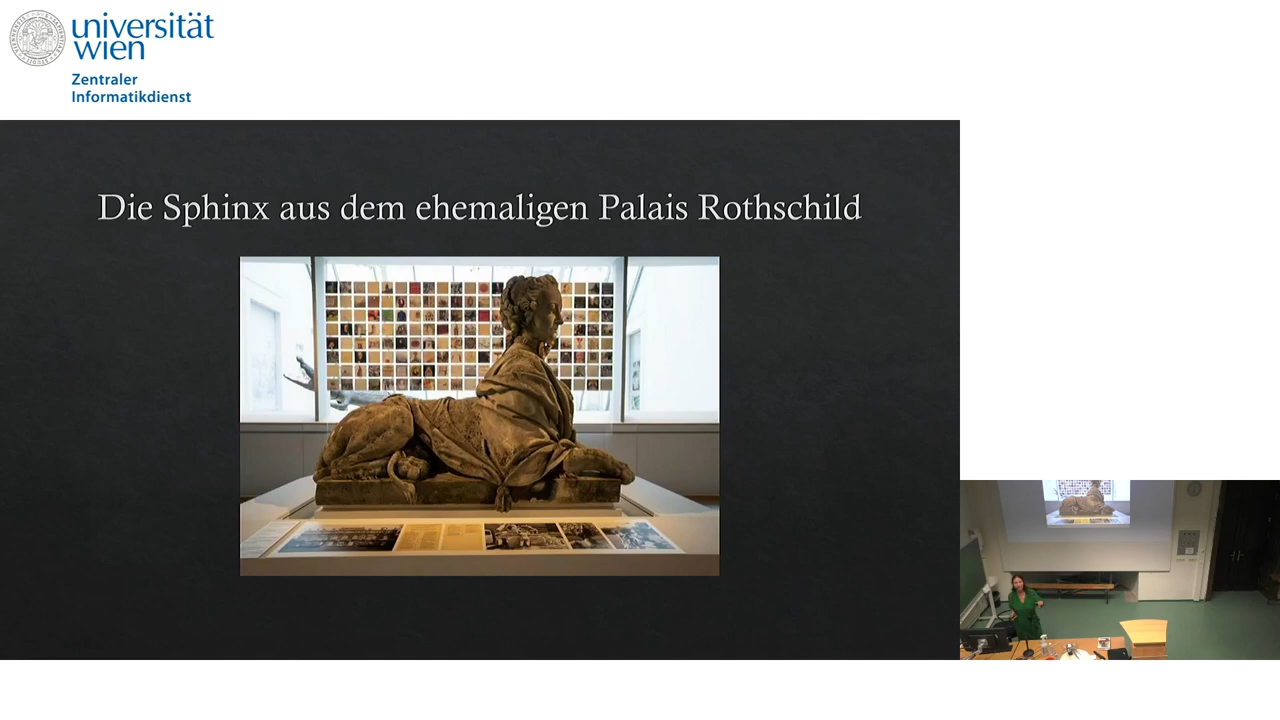 universität
wien
Zentraler
Informatikdienst
Die Sphinx aus dem ehemaligen Palais Rothschild